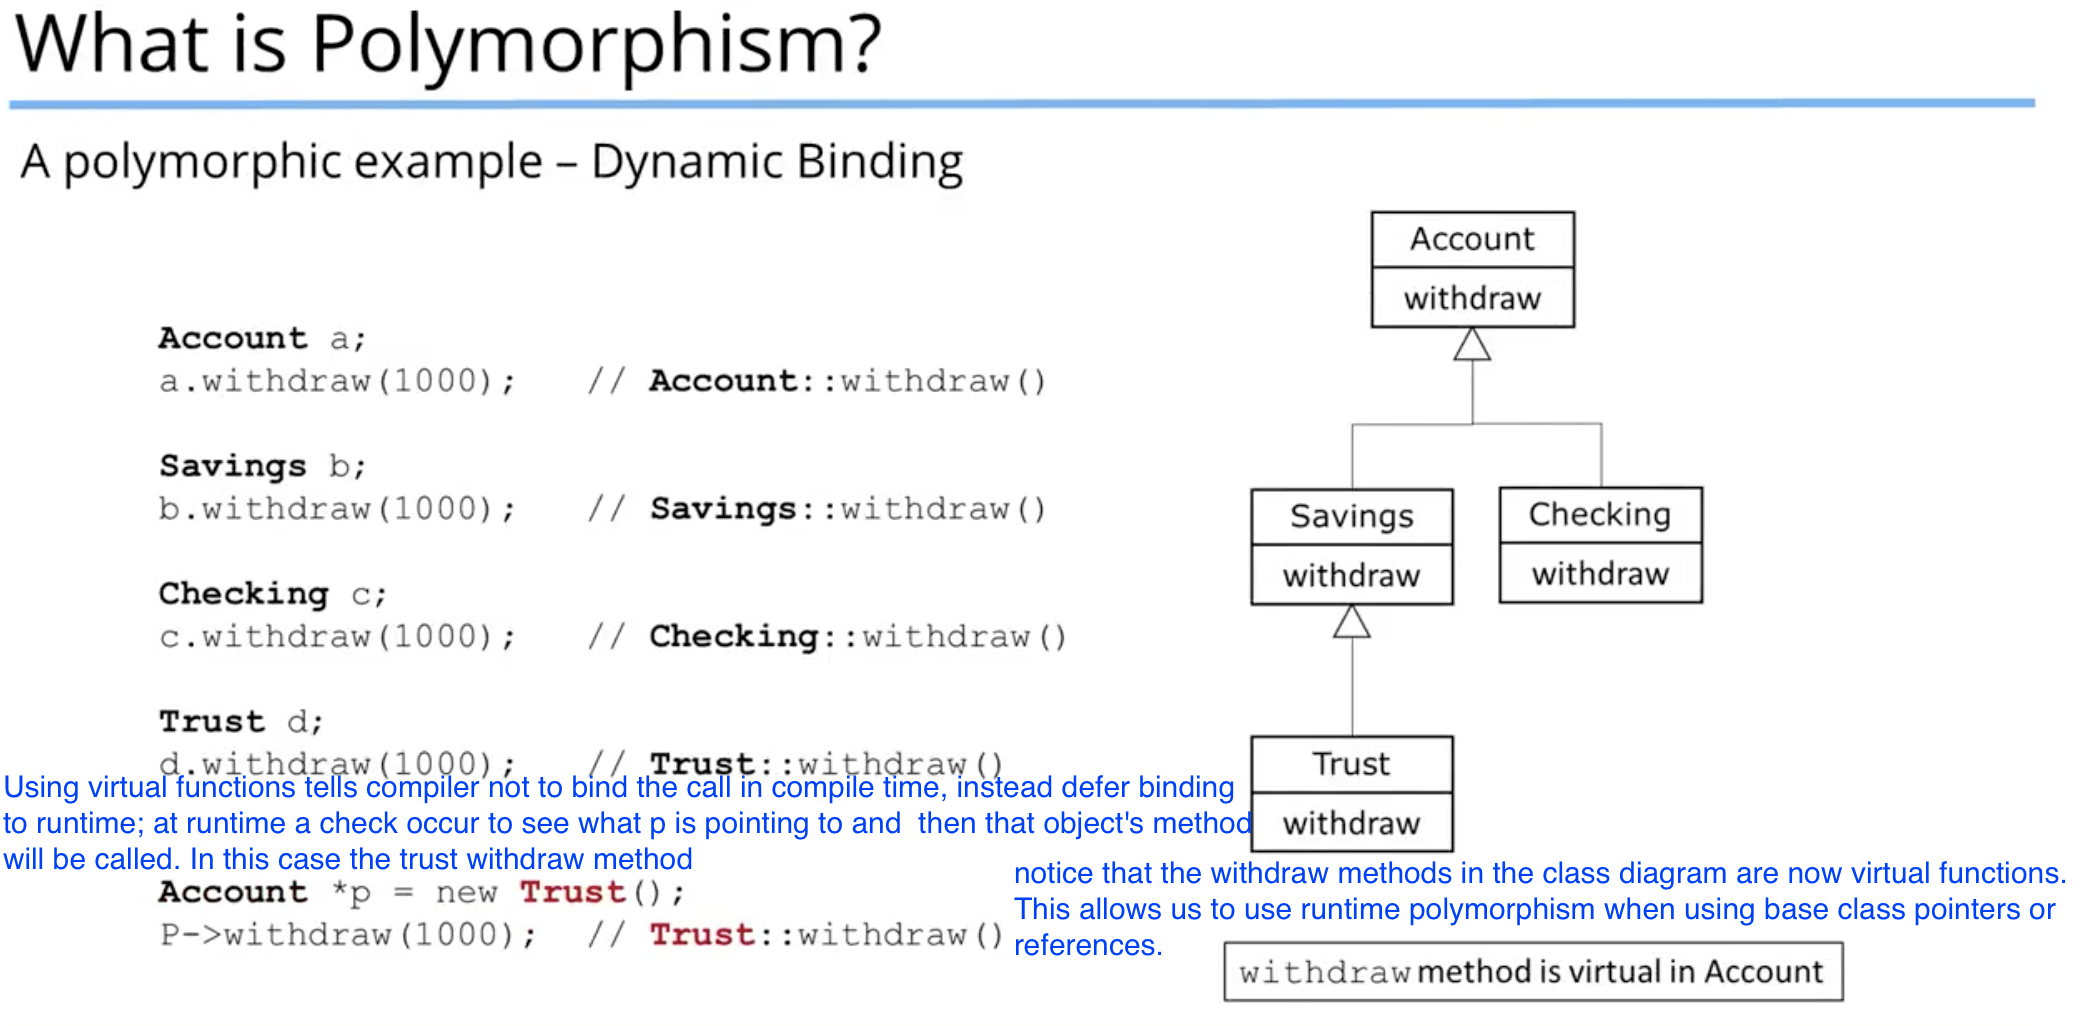 What is Polymorphism?
A polymorphic example – Dynamic Binding
Account a;
a.withdraw(1000);   // Account::withdraw()
Savings b;
b.withdraw(1000);   // Savings::withdraw()
Checking c;
c.withdraw(1000);   // Checking::withdraw()
Trust d;
d.withdraw(1000);   // Trust::withdraw()
Using virtual functions tells compiler not to bind the call in compile time, instead defer binding
to runtime; at runtime a check occur to see what p is pointing to and  then that object's method
will be called. In this case the trust withdraw method
Account *p = new Trust();
P->withdraw(1000);   // Trust::withdraw()
Account
withdraw
Savings
withdraw
Checking
withdraw
Trust
withdraw
notice that the withdraw methods in the class diagram are now virtual functions.
This allows us to use runtime polymorphism when using base class pointers or
references.
withdraw method is virtual in Account